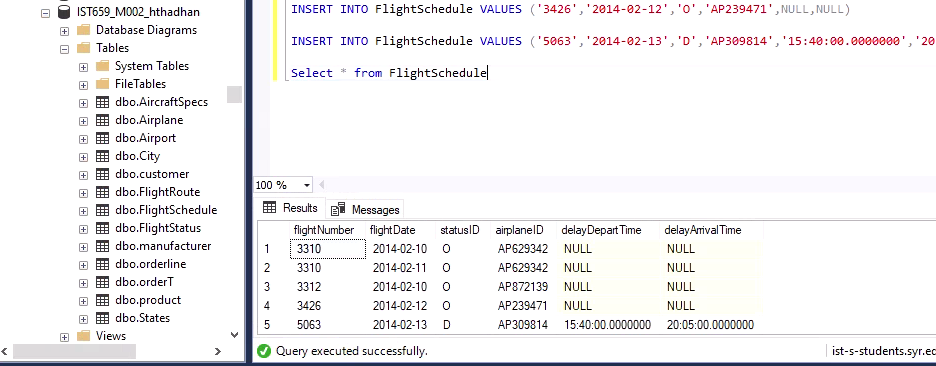 IST659_M002_hthadhan
Database Diagrams
Tables
System Tables
FileTables
dbo.AircraftSpecs
dbo.Airplane
dbo.Airport
dbo.City
dbo.customer
dbo.FlightRoute
dbo.FlightSchedule
dbo.FlightStatus
dbo.manufacturer
dbo.orderline
dbo.orderT
dbo.product
dbo.States
Views
INSERT INTO FlightSchedule VALUES ('3426','2014-02-12','O','AP239471',NULL,NULL)
INSERT INTO FlightSchedule VALUES ('5063','2014-02-13','D','AP309814','15:40:00.0000000','20
Select * from FlightSchedule
100 %
Results Messages
flightNumber flightDate statusID airplaneID delayDepartTime delayArrivalTime
1 3310 2014-02-10 O AP629342 NULL NULL
2 3310 2014-02-11 O AP629342 NULL NULL
3 3312 2014-02-10 O AP872139 NULL NULL
4 3426 2014-02-12 O AP239471 NULL NULL
5 5063 2014-02-13 D AP309814 15:40:00.0000000 20:05:00.0000000
Query executed successfully.
ist-s-students.syr.ed